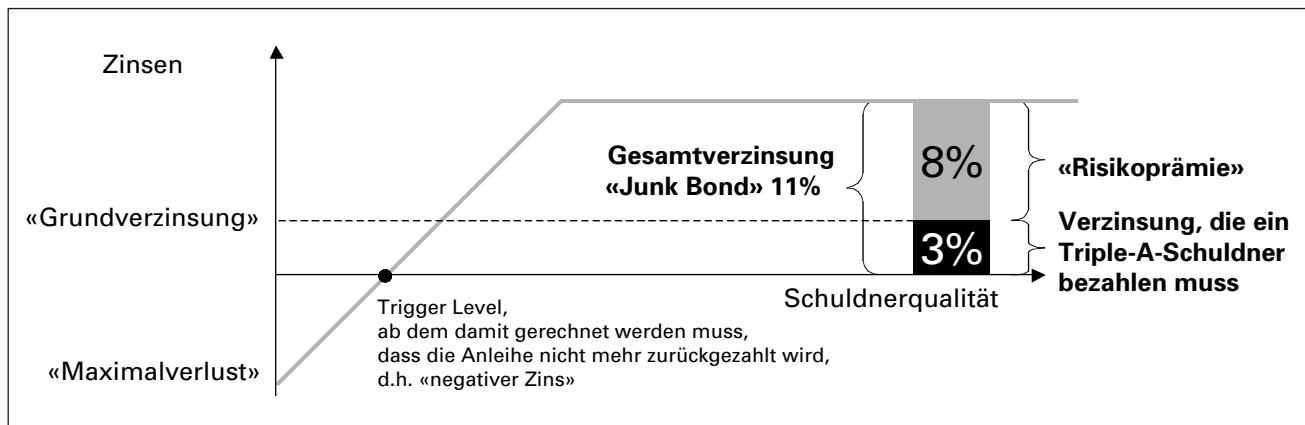 Zinsen
Gesamtverzinsung
«Junk Bond» 11%
8%
«Risikoprämie»
«Grundverzinsung»
3%
Verzinsung, die ein
Triple-A-Schuldner
bezahlen muss
Schuldnerqualität
Trigger Level,
ab dem damit gerechnet werden muss,
dass die Anleihe nicht mehr zurückgezahlt wird,
d.h. «negativer Zins»
«Maximalverlust»